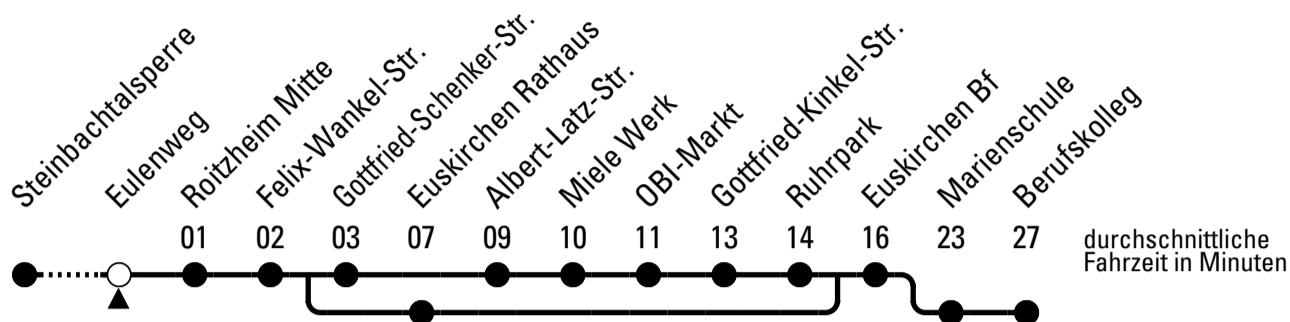 Steinbachtalsperre
Eulenweg
Roitzheim Mitte
Felix-Wankel-Str.
Gottfried-Schenker-Str.
Euskirchen Rathaus
Albert-Latz-Str.
Miele Werk
OBI-Markt
Gottfried-Kinkel-Str.
Ruhrpark
Euskirchen Bf
Marienschule
Berufskolleg
01 02 03 07 09 10 11 13 14 16 23 27
durchschnittliche
Fahrzeit in Minuten